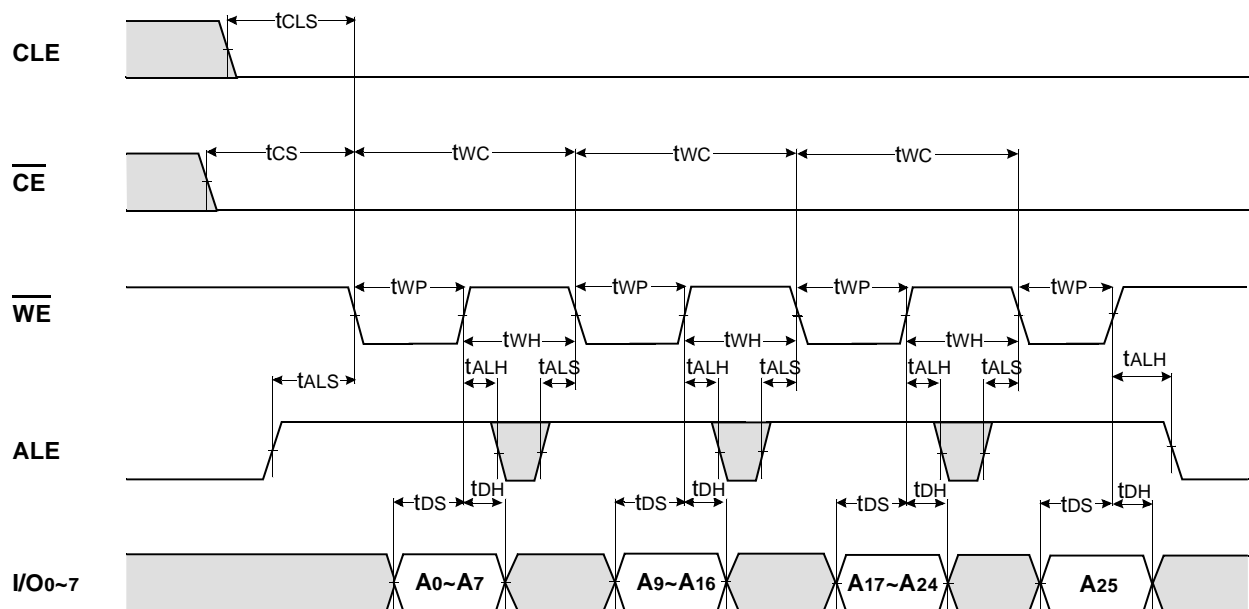 CLE
tCLS
CE
tCS
tWC
tWC
tWC
WE
tWP
tWP
tWP
tWP
tWH
tWH
tWH
tALS
tALH
tALS
tALH
tALS
tALH
tALS
tALH
ALE
tDS
tDH
tDS
tDH
tDS
tDH
tDS
tDH
I/O0~7
A0~A7
A9~A16
A17~A24
A25